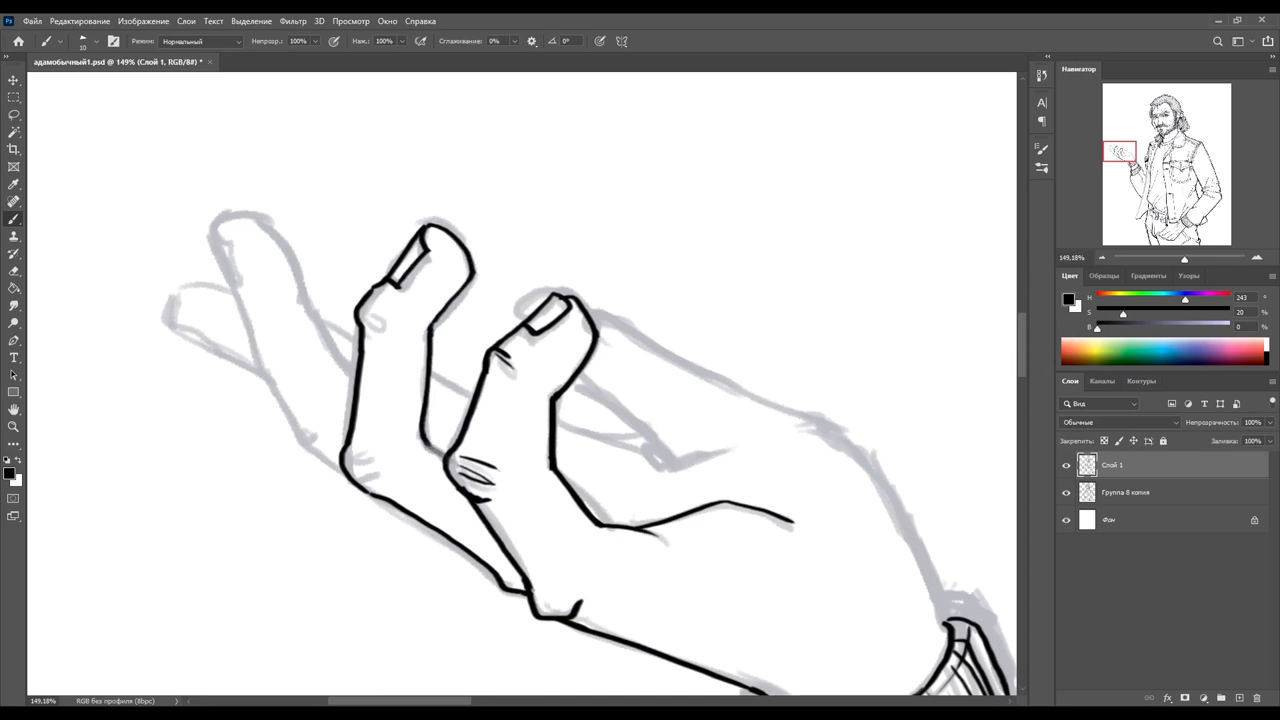 Ps Файл Редактирование Изображение Слои Текст Выделение Фильтр 3D Просмотр Окно Справка
10 Режим: Нормальный Непрозр.: 100% Наж.: 100% Сглаживание: 0% 0°
адамобычный1.psd @ 149% (Слой 1, RGB/8#) *
Навигатор
149,18%
Цвет Образцы Градиенты Узоры
H 243 °
S 20 %
B 0 %
Слои Каналы Контуры
Вид
Обычные Непрозрачность: 100%
Закрепить: Заливка: 100%
Слой 1
Группа 8 копия
Фон
149,18% RGB без профиля (8bpc)